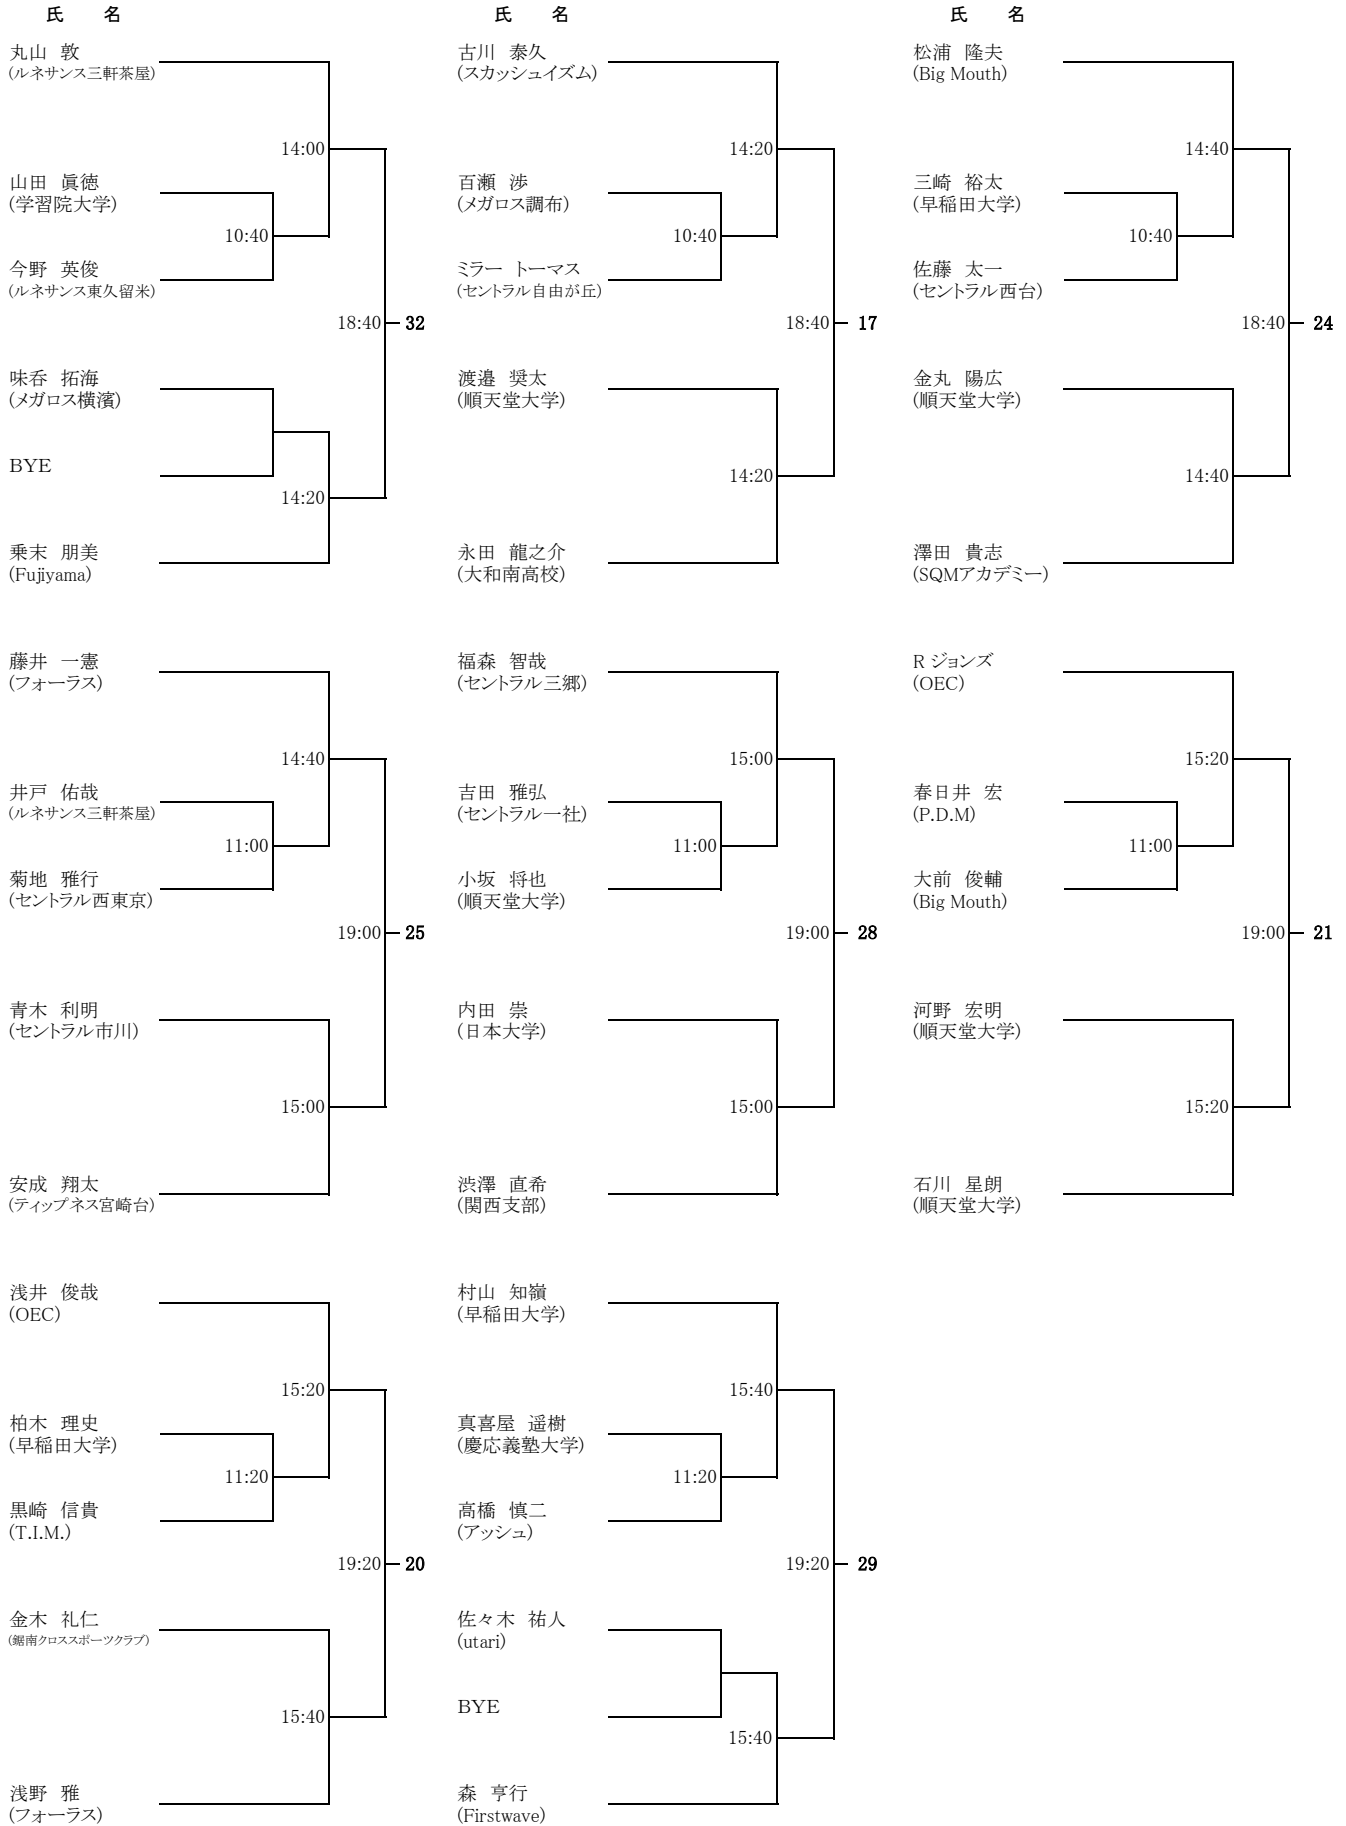 氏 名
丸山 敦
(ルネサンス三軒茶屋)
14:00
山田 眞徳
(学習院大学)
10:40
今野 英俊
(ルネサンス東久留米)
18:40
32
味呑 拓海
(メガロス横濱)
BYE
14:20
乗末 朋美
(Fujiyama)
藤井 一憲
(フォーラス)
14:40
井戸 佑哉
(ルネサンス三軒茶屋)
11:00
菊地 雅行
(セントラル西東京)
19:00
25
青木 利明
(セントラル市川)
15:00
安成 翔太
(ティップネス宮崎台)
浅井 俊哉
(OEC)
15:20
柏木 理史
(早稲田大学)
11:20
黒崎 信貴
(T.I.M.)
19:20
20
金木 礼仁
(鋸南クロススポーツクラブ)
15:40
浅野 雅
(フォーラス)
氏 名
古川 泰久
(スカッシュイズム)
14:20
百瀬 渉
(メガロス調布)
10:40
ミラー トーマス
(セントラル自由が丘)
18:40
17
渡邉 奨太
(順天堂大学)
14:20
永田 龍之介
(大和南高校)
福森 智哉
(セントラル三郷)
15:00
吉田 雅弘
(セントラル一社)
11:00
小坂 将也
(順天堂大学)
19:00
28
内田 崇
(日本大学)
15:00
渋澤 直希
(関西支部)
村山 知嶺
(早稲田大学)
15:40
真喜屋 遥樹
(慶応義塾大学)
11:20
高橋 慎二
(アッシュ)
19:20
29
佐々木 祐人
(utari)
BYE
15:40
森 亨行
(Firstwave)
氏 名
松浦 隆夫
(Big Mouth)
14:40
三崎 裕太
(早稲田大学)
10:40
佐藤 太一
(セントラル西台)
18:40
24
金丸 陽広
(順天堂大学)
14:40
澤田 貴志
(SQMアカデミー)
R ジョンズ
(OEC)
15:20
春日井 宏
(P.D.M)
11:00
大前 俊輔
(Big Mouth)
19:00
21
河野 宏明
(順天堂大学)
15:20
石川 星朗
(順天堂大学)